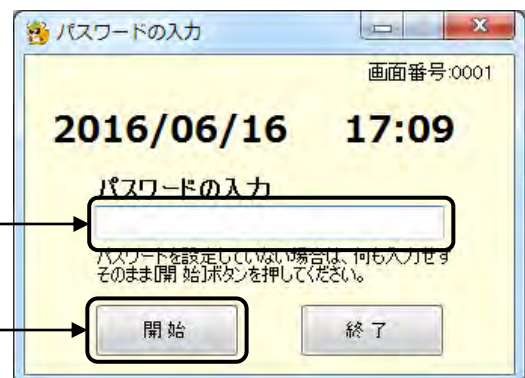 パスワードの入力
画面番号:0001
2016/06/16 17:09
パスワードの入力
パスワードを設定していない場合は、何も入力せず
そのまま[開 始]ボタンを押してください。
開 始 終 了